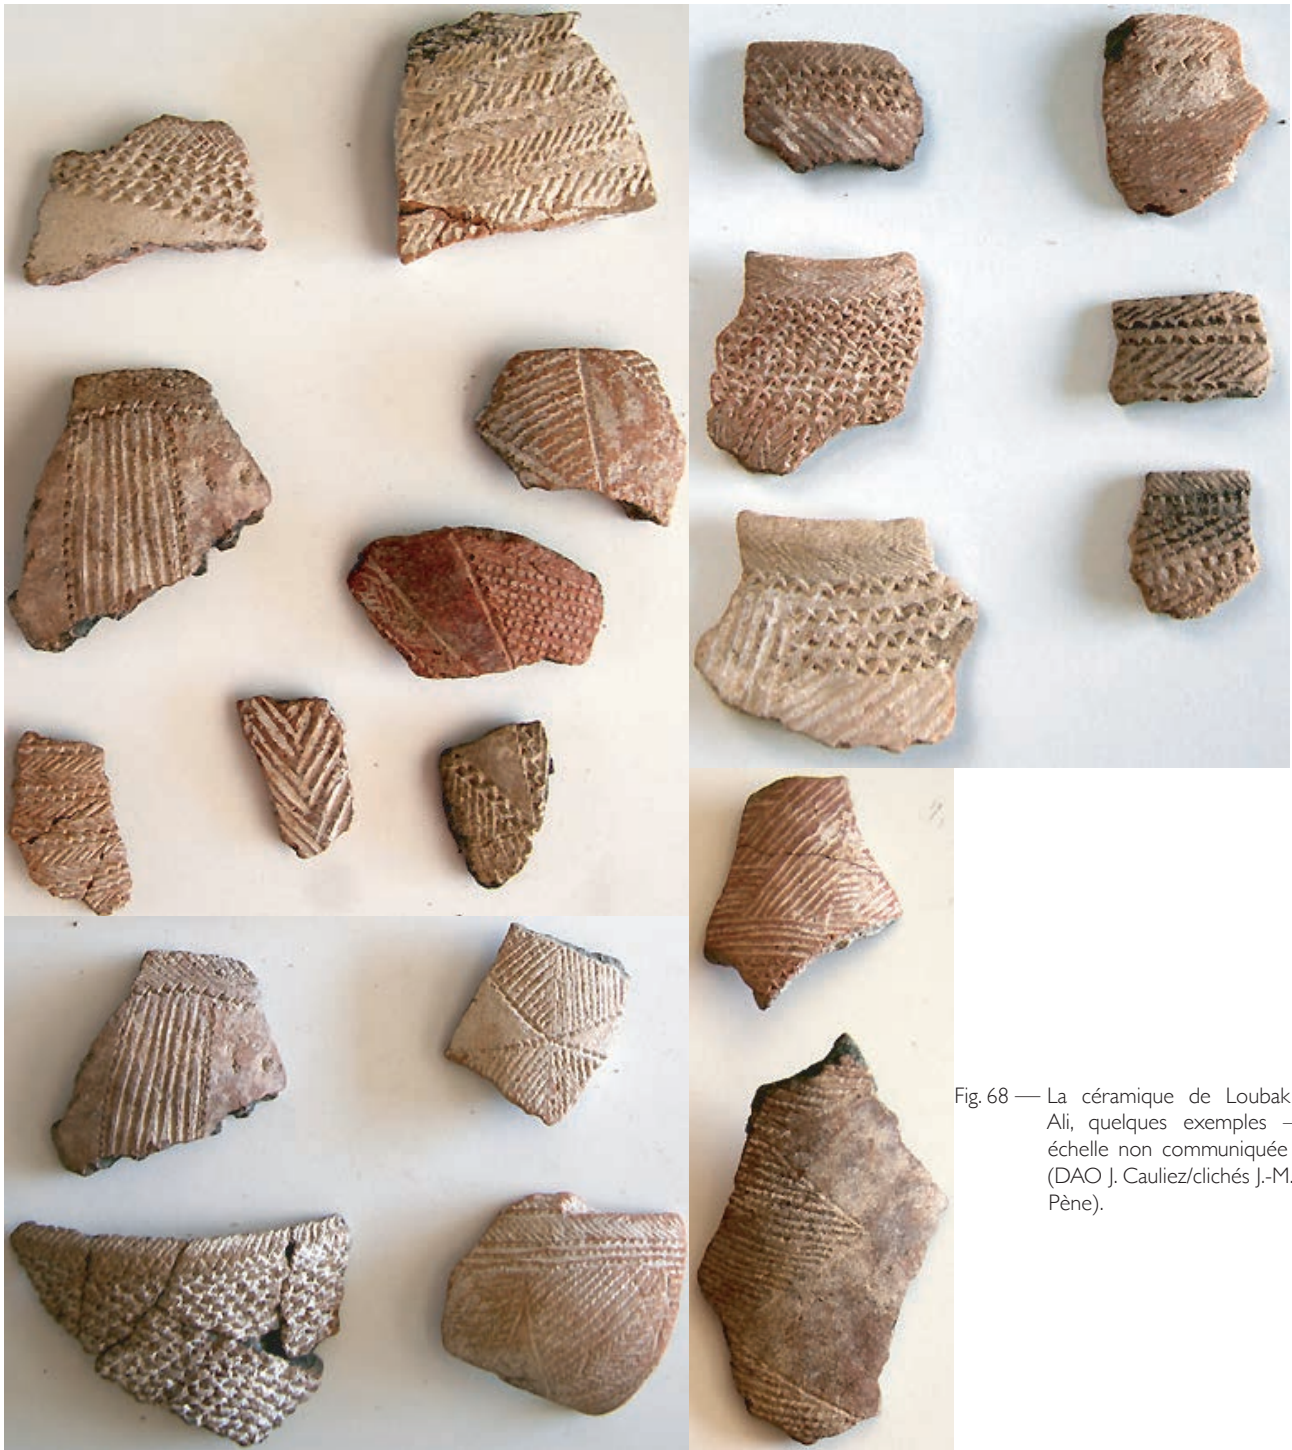 Fig. 68 — La céramique de Loubak
Ali, quelques exemples –
échelle non communiquée
(DAO J. Cauliez/clichés J.-M.
Pène).